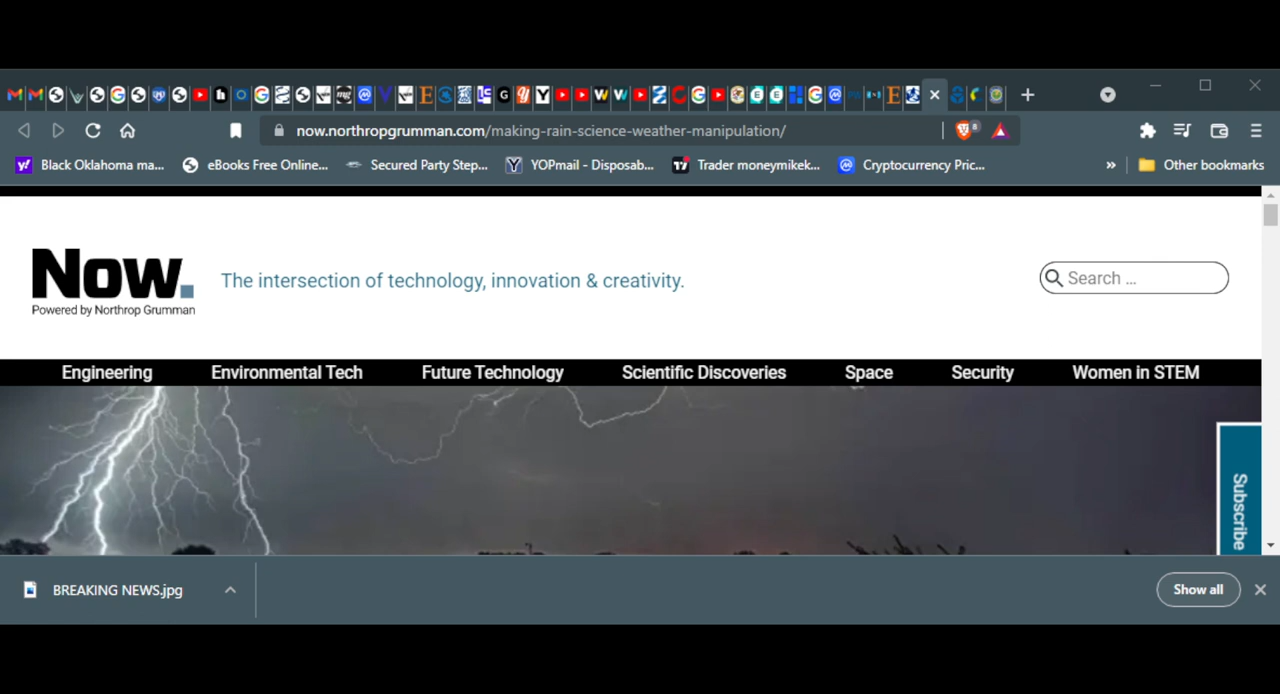 now.northropgrumman.com/making-rain-science-weather-manipulation/
8
Black Oklahoma ma...
eBooks Free Online...
Secured Party Step...
YOPmail - Disposab...
Trader moneymikek...
Cryptocurrency Pric...
»
Other bookmarks
Now.
Powered by Northrop Grumman
The intersection of technology, innovation & creativity.
Search ...
Engineering
Environmental Tech
Future Technology
Scientific Discoveries
Space
Security
Women in STEM
Subscribe
BREAKING NEWS.jpg
Show all